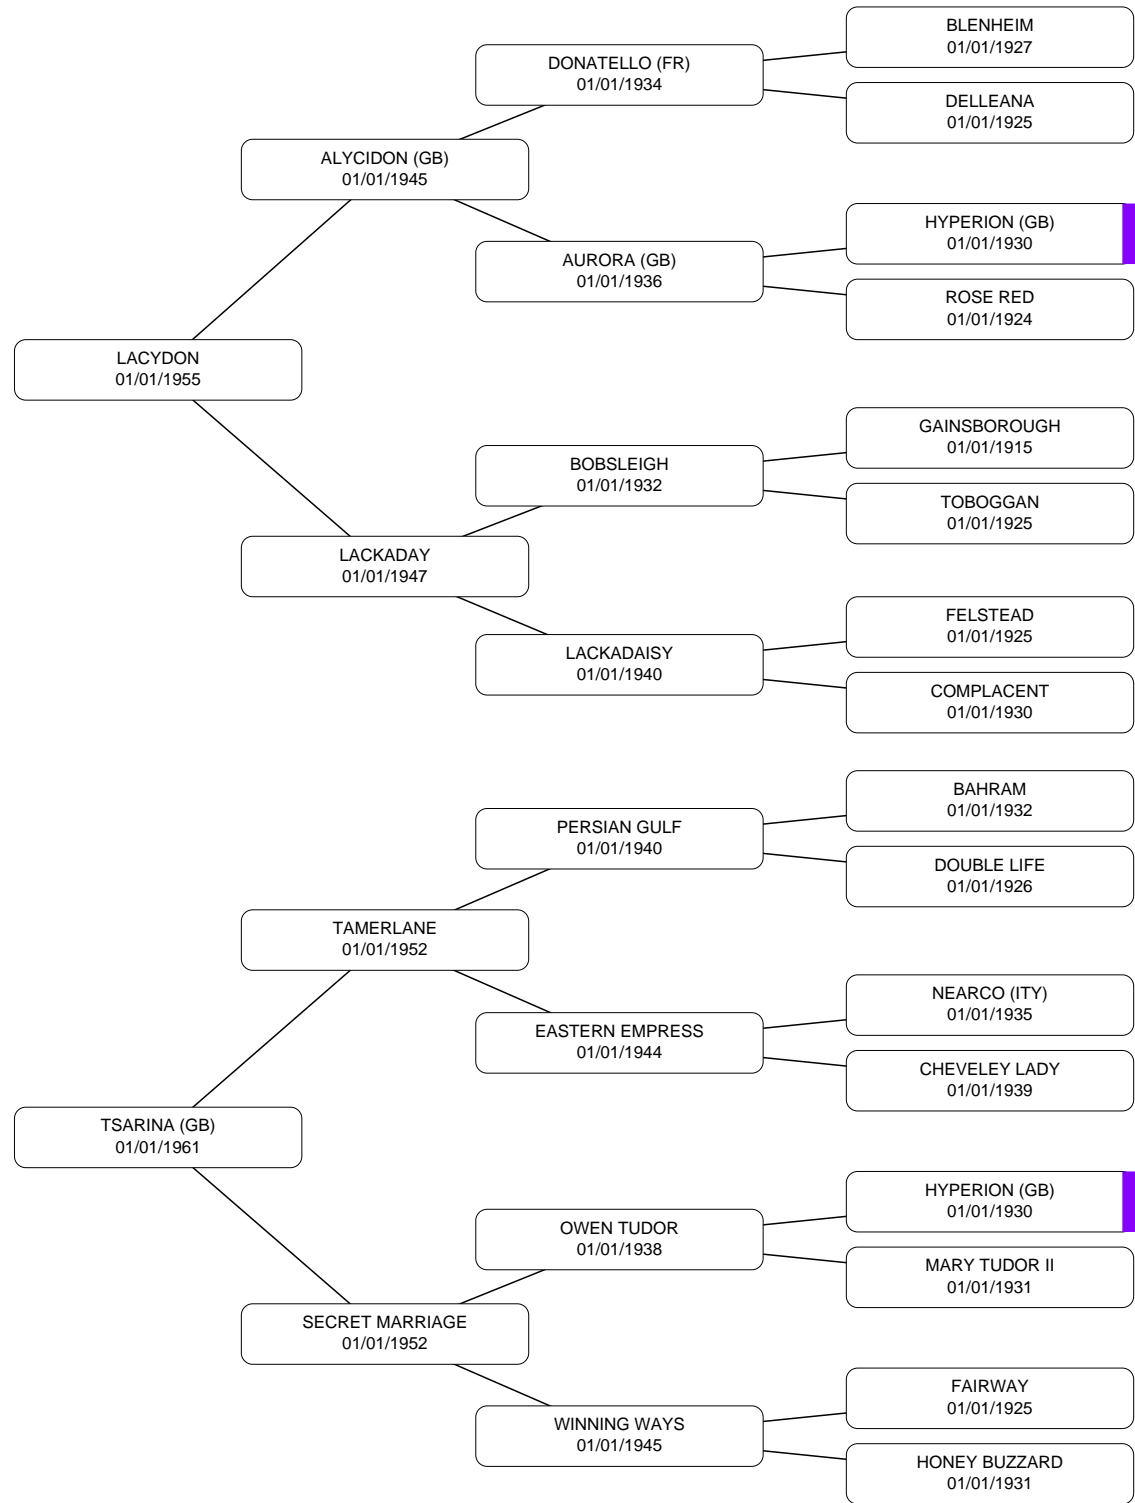 BLENHEIM
01/01/1927
DONATELLO (FR)
01/01/1934
DELLEANA
01/01/1925
ALYCIDON (GB)
01/01/1945
HYPERION (GB)
01/01/1930
AURORA (GB)
01/01/1936
ROSE RED
01/01/1924
LACYDON
01/01/1955
GAINSBOROUGH
01/01/1915
BOBSLEIGH
01/01/1932
TOBOGGAN
01/01/1925
LACKADAY
01/01/1947
FELSTEAD
01/01/1925
LACKADAISY
01/01/1940
COMPLACENT
01/01/1930
BAHRAM
01/01/1932
PERSIAN GULF
01/01/1940
DOUBLE LIFE
01/01/1926
TAMERLANE
01/01/1952
NEARCO (ITY)
01/01/1935
EASTERN EMPRESS
01/01/1944
CHEVELEY LADY
01/01/1939
TSARINA (GB)
01/01/1961
HYPERION (GB)
01/01/1930
OWEN TUDOR
01/01/1938
MARY TUDOR II
01/01/1931
SECRET MARRIAGE
01/01/1952
FAIRWAY
01/01/1925
WINNING WAYS
01/01/1945
HONEY BUZZARD
01/01/1931